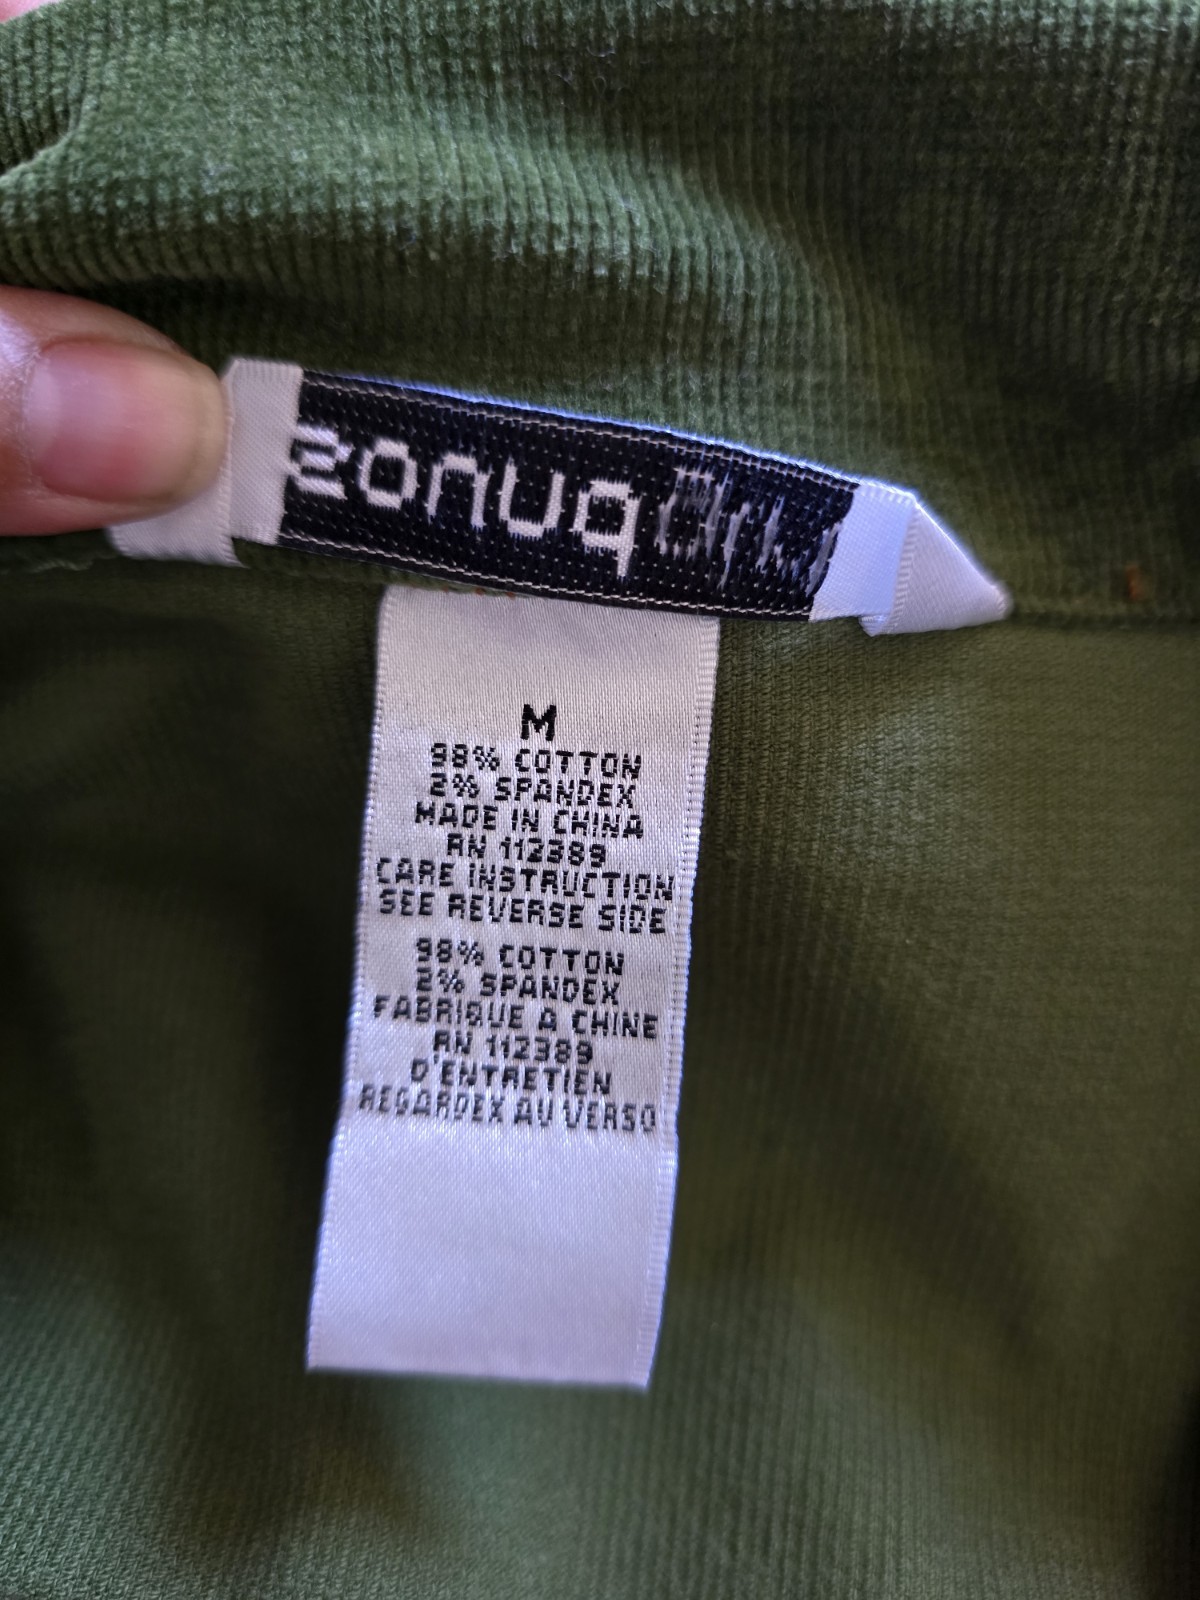 sound
M
98% COTTON
2% SPANDEX
MADE IN CHINA
RN 112389
CARE INSTRUCTION
SEE REVERSE SIDE
98% COTTON
2% SPANDEX
FABRIQUE A CHINE
RN 112389
D'ENTRETIEN
REGARDEX AU VERSO